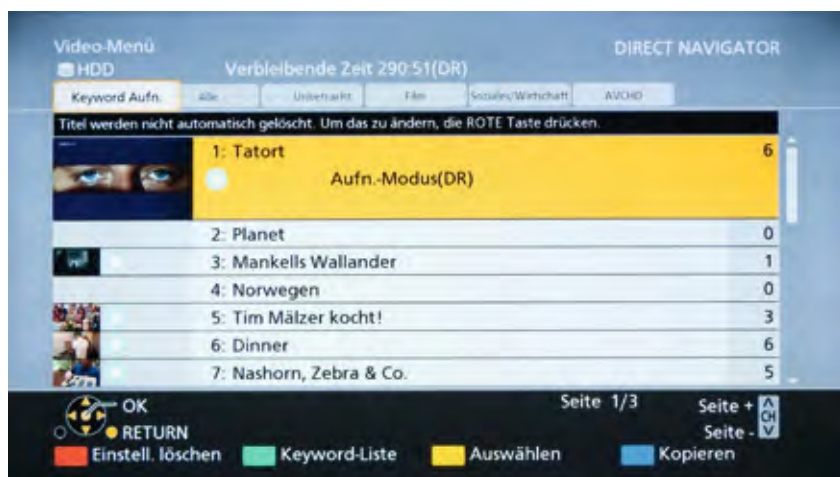 Video-Menü
DIRECT NAVIGATOR
HDD
Verbleibende Zeit 290:51(DR)
Keyword Aufn.
Alle
Unbenutzt
Film
Soziales/Wirtschaft
AVCHD
Titel werden nicht automatisch gelöscht. Um das zu ändern, die ROTE Taste drücken.
1: Tatort 6
Aufn.-Modus(DR)
2: Planet 0
3: Mankells Wallander 1
4: Norwegen 0
5: Tim Mälzer kocht! 3
6: Dinner 6
7: Nashorn, Zebra & Co. 5
OK
RETURN
Seite 1/3
Seite +
CH
Seite -
Einstell. löschen
Keyword-Liste
Auswählen
Kopieren